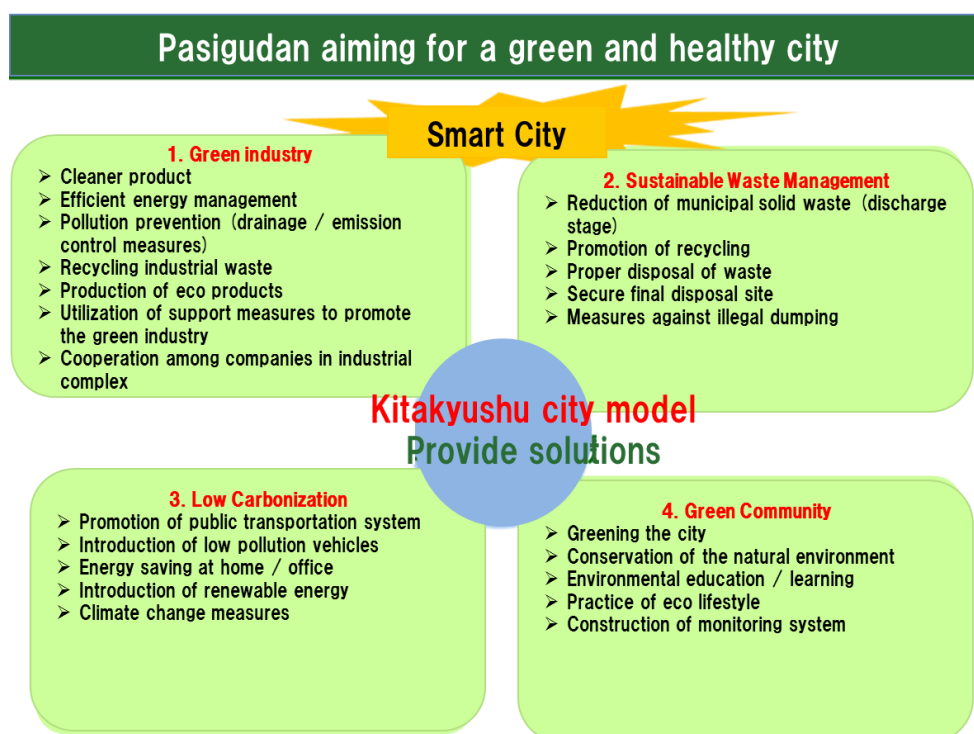 Pasigudan aiming for a green and healthy city
Smart City
1. Green industry
➢ Cleaner product
➢ Efficient energy management
➢ Pollution prevention (drainage / emission
control measures)
➢ Recycling industrial waste
➢ Production of eco products
➢ Utilization of support measures to promote
the green industry
➢ Cooperation among companies in industrial
complex
2. Sustainable Waste Management
➢ Reduction of municipal solid waste (discharge
stage)
➢ Promotion of recycling
➢ Proper disposal of waste
➢ Secure final disposal site
➢ Measures against illegal dumping
Kitakyushu city model
Provide solutions
3. Low Carbonization
➢ Promotion of public transportation system
➢ Introduction of low pollution vehicles
➢ Energy saving at home / office
➢ Introduction of renewable energy
➢ Climate change measures
4. Green Community
➢ Greening the city
➢ Conservation of the natural environment
➢ Environmental education / learning
➢ Practice of eco lifestyle
➢ Construction of monitoring system